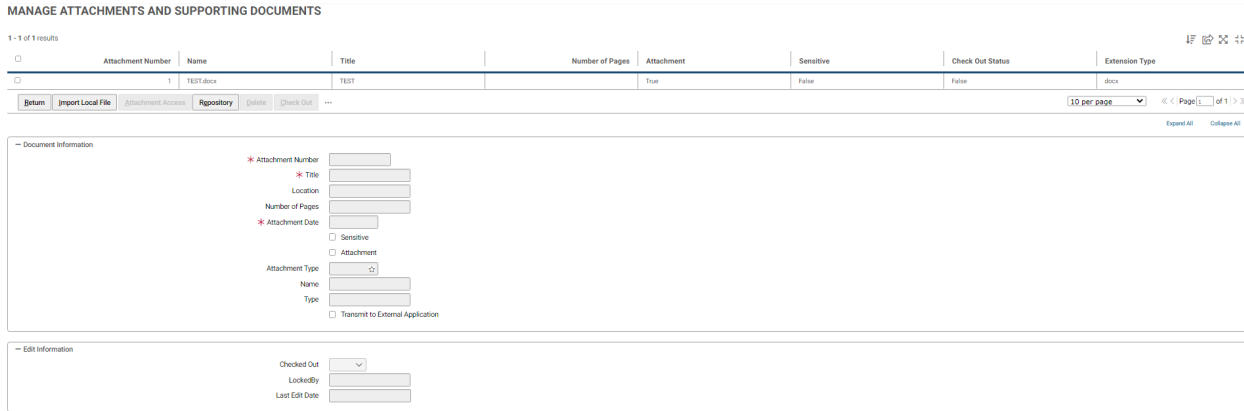 MANAGE ATTACHMENTS AND SUPPORTING DOCUMENTS
1 - 1 of 1 results
Attachment Number Name Title Number of Pages Attachment Sensitive Check Out Status Extension Type
1 TEST.docx TEST True False False docx
Return Import Local File Attachment Access Repository Delete Check Out ... 10 per page Page 1 of 1
Expand All Collapse All
Document Information
* Attachment Number
* Title
Location
Number of Pages
* Attachment Date
Sensitive
Attachment
Attachment Type
Name
Type
Transmit to External Application
Edit Information
Checked Out
LockedBy
Last Edit Date